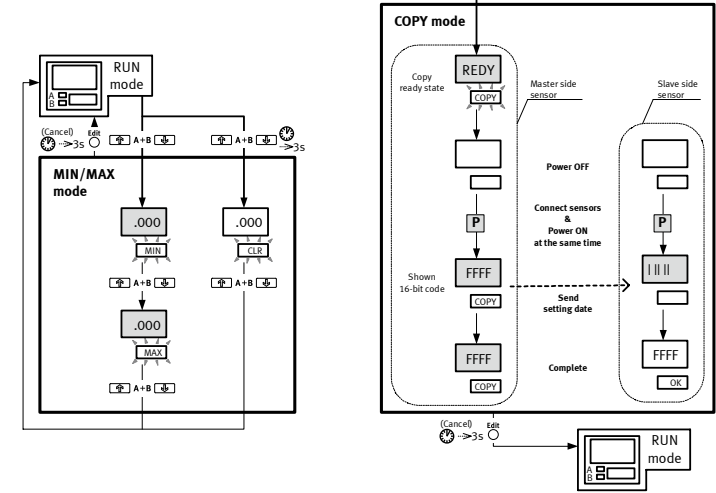 RUN
mode
A
B
(Cancel)
3s
Edit
A+B
A+B
3s
MIN/MAX
mode
.000
MIN
.000
CLR
A+B
A+B
.000
MAX
A+B
COPY mode
Copy
ready state
REDY
COPY
Master side
sensor
Slave side
sensor
Power OFF
P
Connect sensors
&
Power ON
at the same time
P
Shown
16-bit code
FFFF
COPY
Send
setting date
FFFF
COPY
Complete
FFFF
OK
(Cancel)
3s
Edit
RUN
mode
A
B